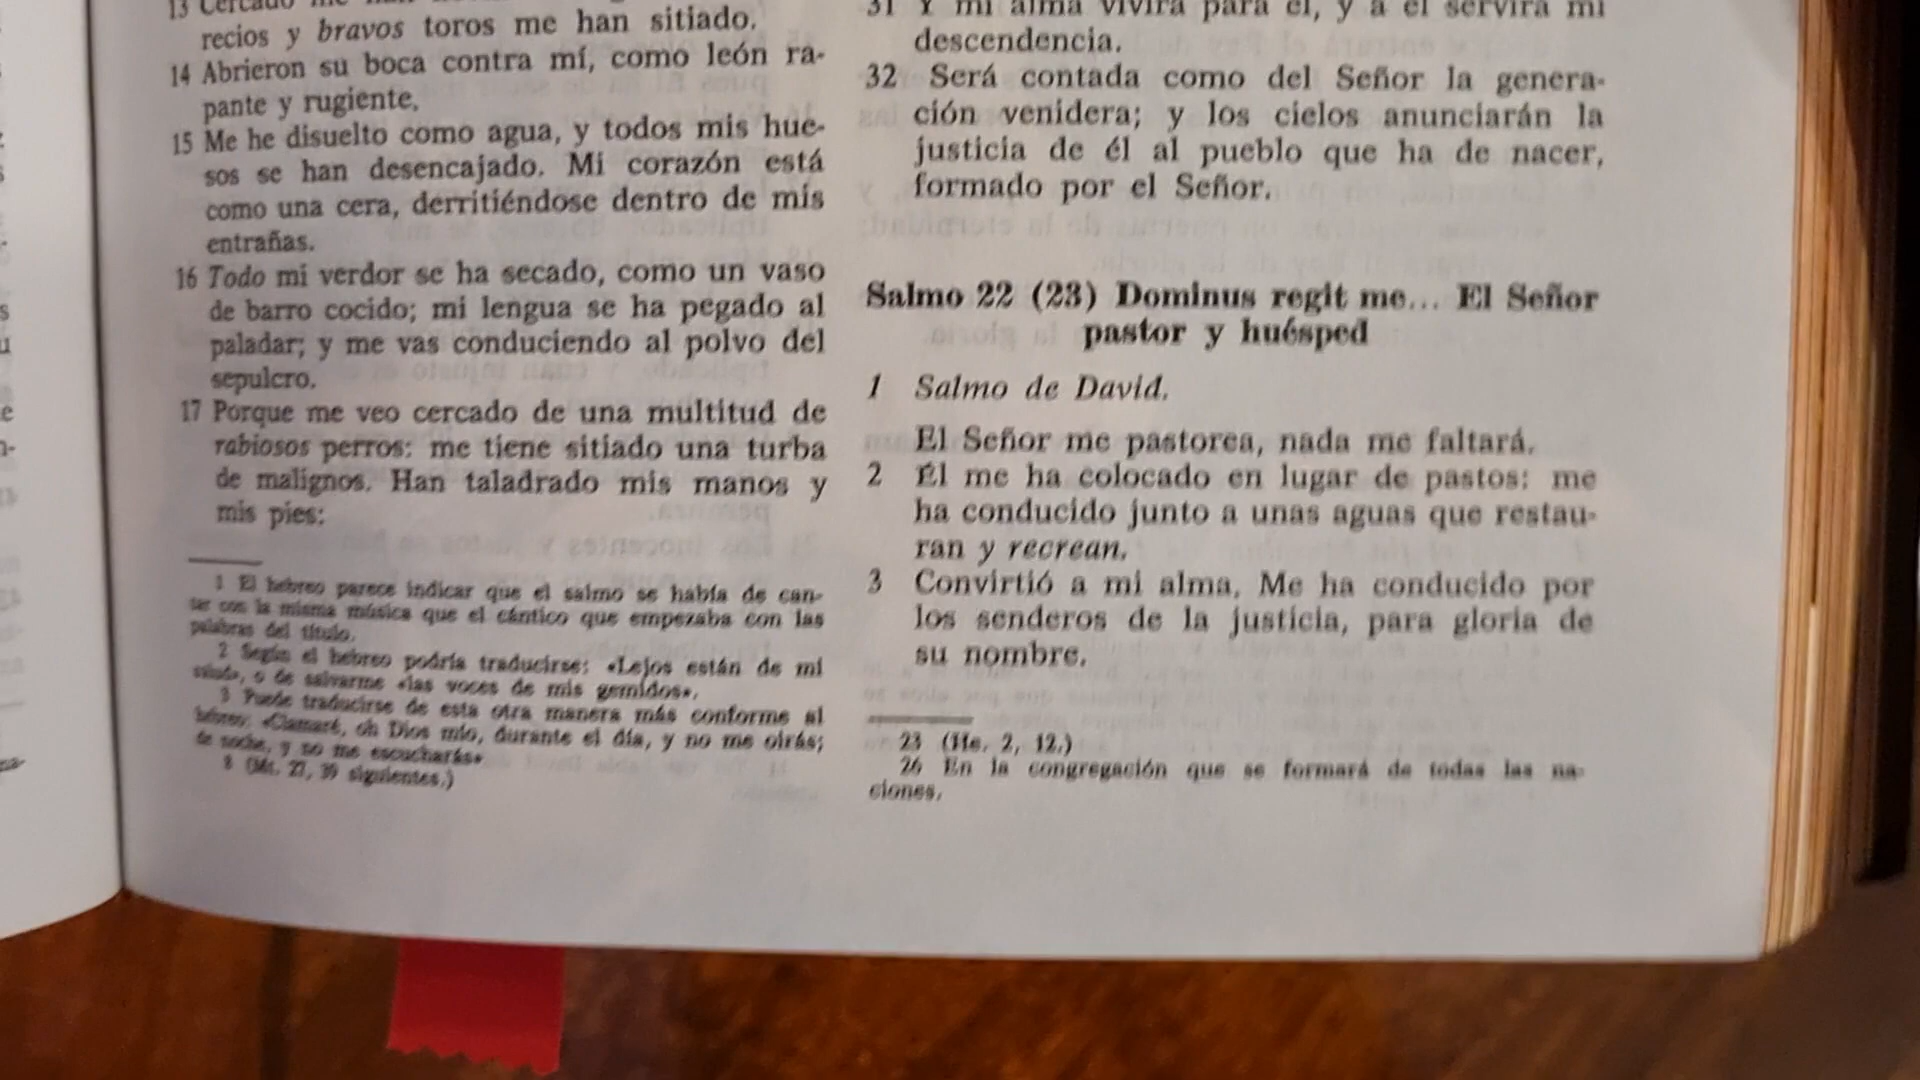 13 Cercado me han
recios y bravos toros me han sitiado.
14 Abrieron su boca contra mí, como león ra-
pante y rugiente.
15 Me he disuelto como agua, y todos mis hue-
sos se han desencajado. Mi corazón está
como una cera, derritiéndose dentro de mis
entrañas.
16 Todo mi verdor se ha secado, como un vaso
de barro cocido; mi lengua se ha pegado al
paladar; y me vas conduciendo al polvo del
sepulcro.
17 Porque me veo cercado de una multitud de
rabiosos perros: me tiene sitiado una turba
de malignos. Han taladrado mis manos y
mis pies:
1 El hebreo parece indicar que el salmo se había de can-
tar con la misma música que el cántico que empezaba con las
palabras del título.
2 Según el hebreo podría traducirse: «Lejos están de mi
salud», o de salvarme «las voces de mis gemidos».
3 Puede traducirse de esta otra manera más conforme al
hebreo: «Clamaré, oh Dios mío, durante el día, y no me oirás;
de noche, y no me escucharás»
8 (Mt. 27, 39 siguientes.)
31 Y mi alma vivirá para él, y a él servirá mi
descendencia.
32 Será contada como del Señor la genera-
ción venidera; y los cielos anunciarán la
justicia de él al pueblo que ha de nacer,
formado por el Señor.
Salmo 22 (23) Dominus regit me... El Señor
pastor y huésped
1 Salmo de David.
El Señor me pastorea, nada me faltará.
2 Él me ha colocado en lugar de pastos: me
ha conducido junto a unas aguas que restau-
ran y recrean.
3 Convirtió a mi alma. Me ha conducido por
los senderos de la justicia, para gloria de
su nombre.
23 (He. 2, 12.)
26 En la congregación que se formará de todas las na-
ciones.